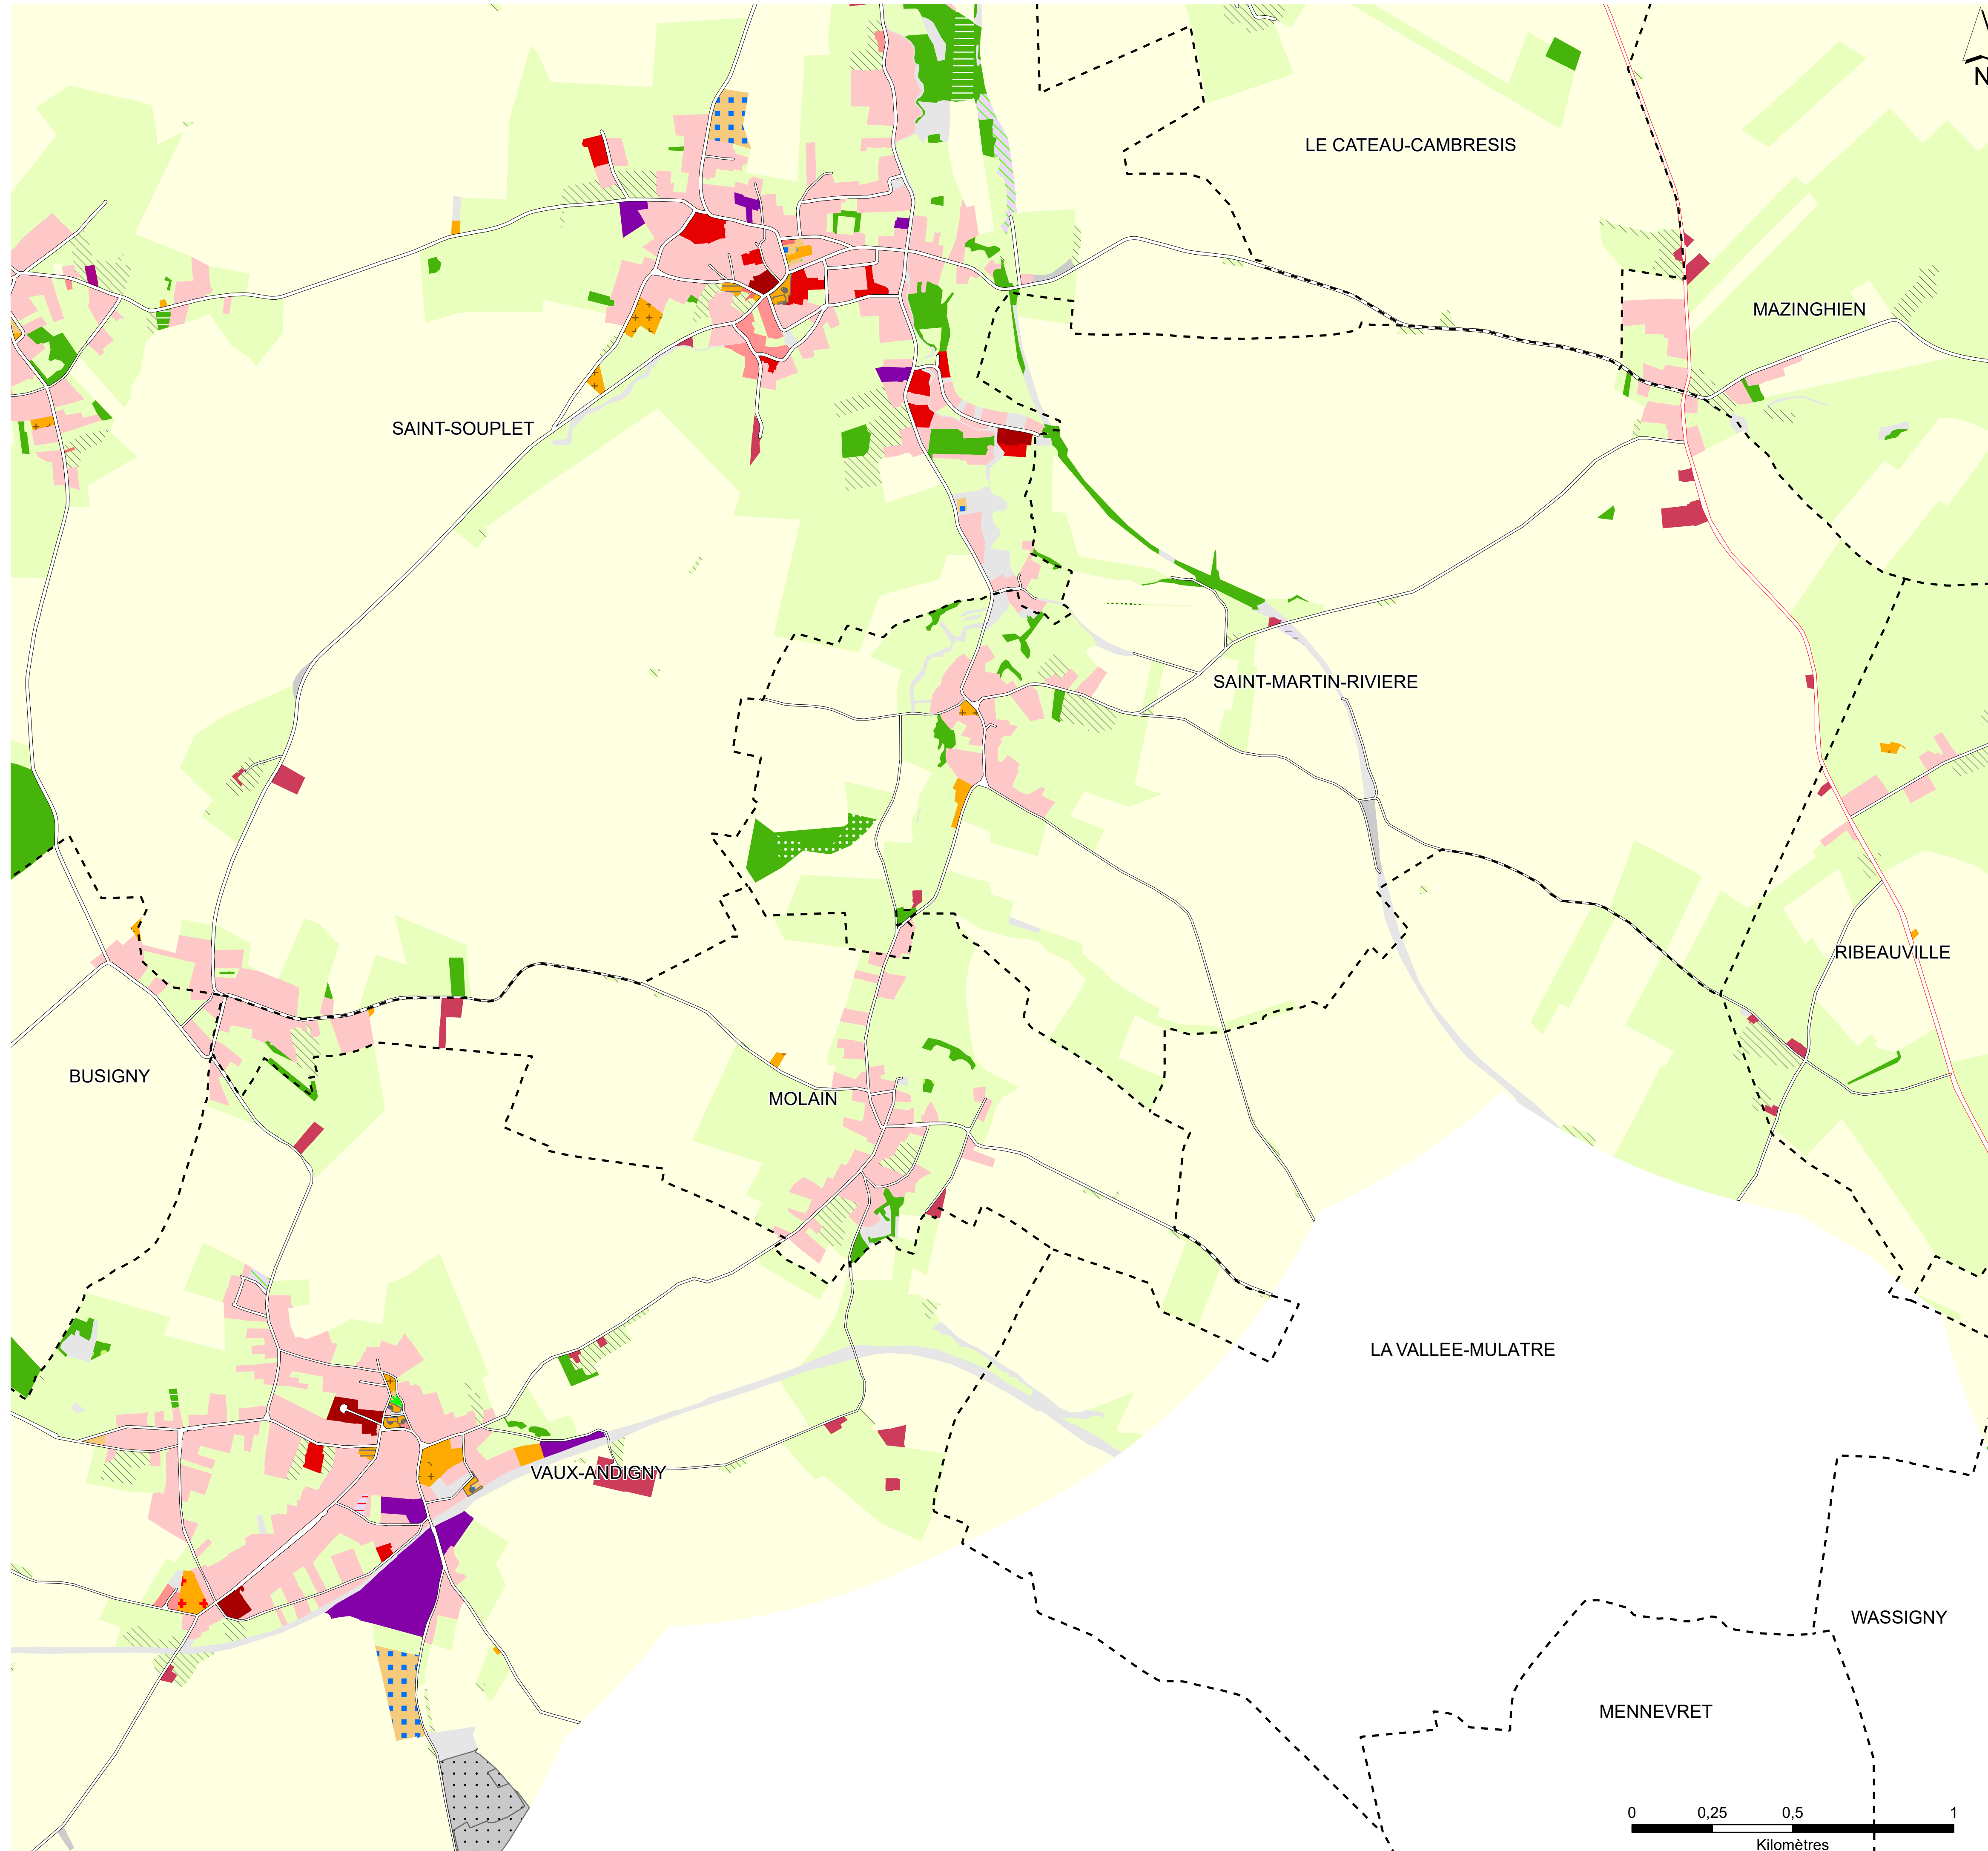 N
LE CATEAU-CAMBRESIS
MAZINGHIEN
SAINT-SOUPLET
SAINT-MARTIN-RIVIERE
RIBEAUVILLE
BUSIGNY
MOLAIN
LA VALLEE-MULATRE
VAUX-ANDIGNY
WASSIGNY
MENNEVRET
0 0,25 0,5 1
Kilomètres